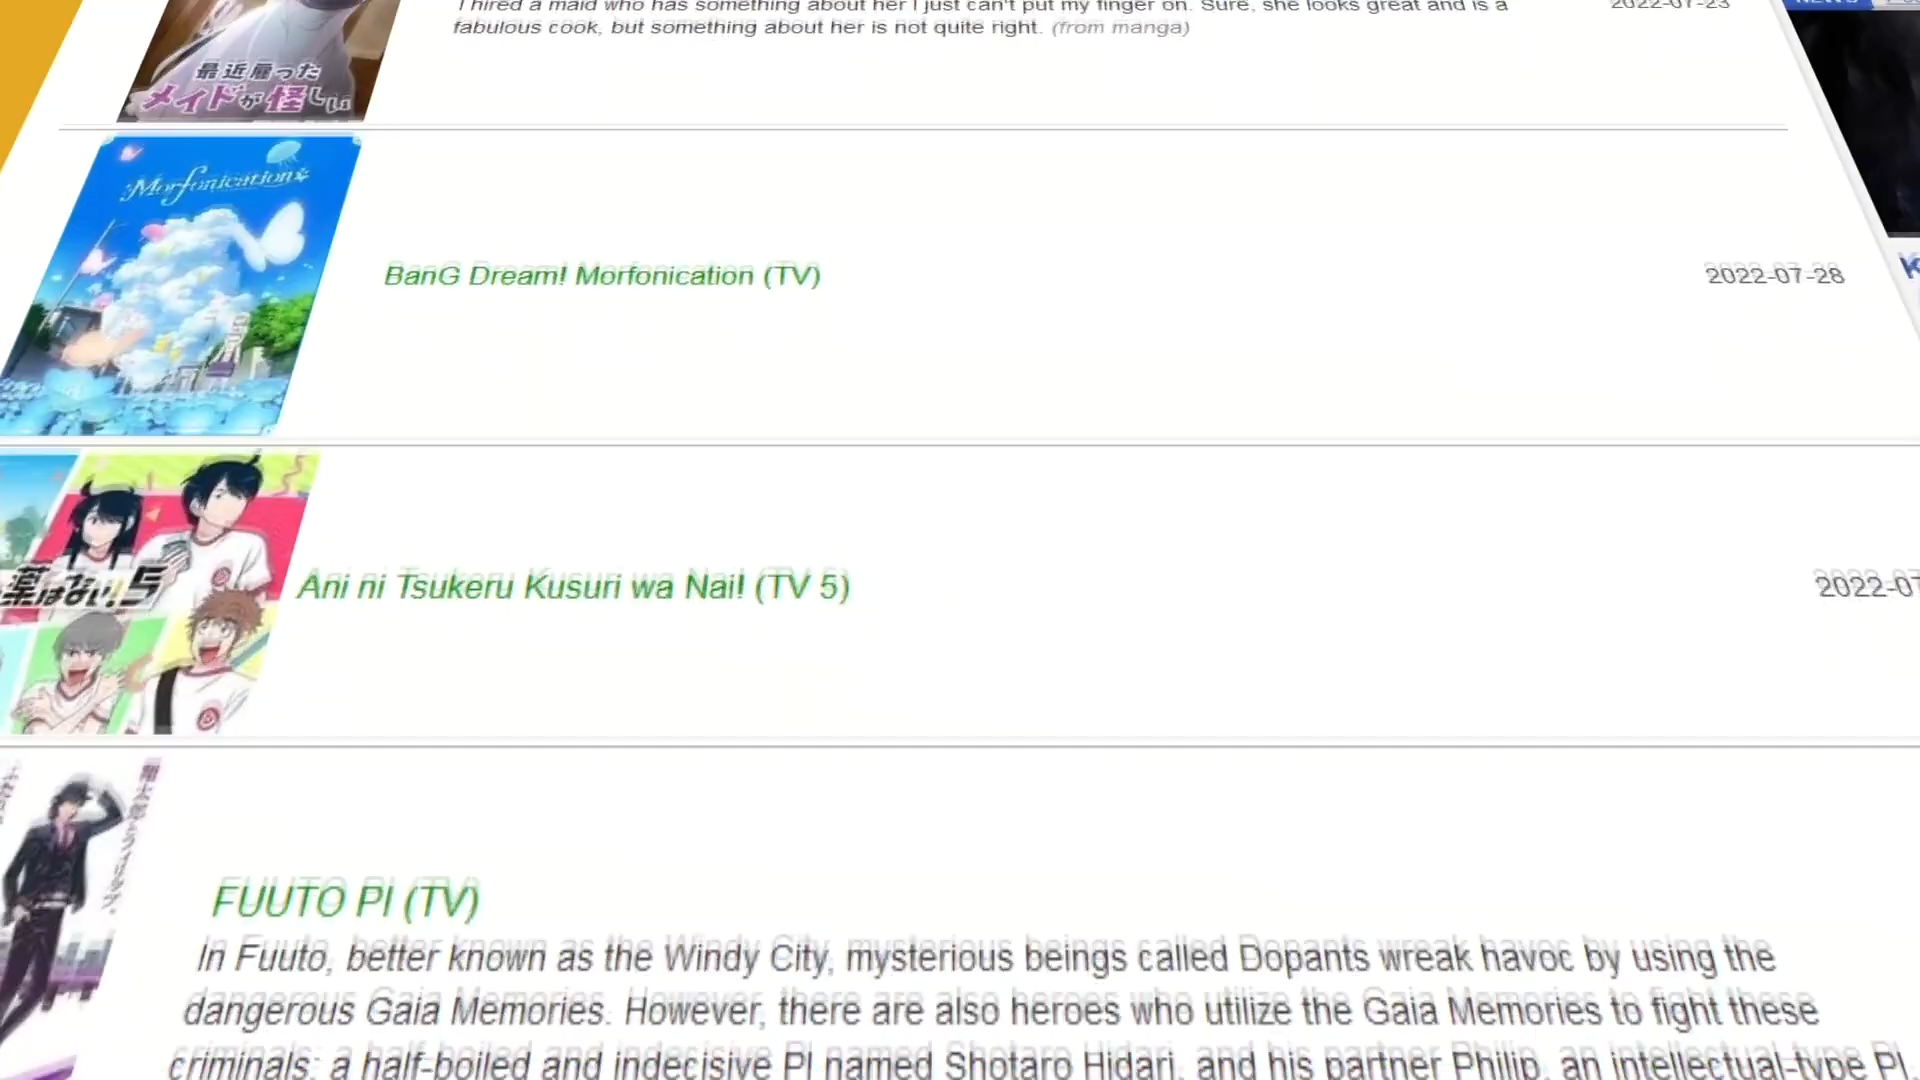 I hired a maid who has something about her I just can't put my finger on. Sure, she looks great and is a
fabulous cook, but something about her is not quite right. (from manga)
2022-07-23
NEWS
最近雇った
メイドが怪しい
Morfonication
BanG Dream! Morfonication (TV)
2022-07-28
薬はない!5
Ani ni Tsukeru Kusuri wa Nai! (TV 5)
2022-07
FUUTO PI (TV)
In Fuuto, better known as the Windy City, mysterious beings called Dopants wreak havoc by using the
dangerous Gaia Memories. However, there are also heroes who utilize the Gaia Memories to fight these
criminals: a half-boiled and indecisive PI named Shotaro Hidari, and his partner Philip, an intellectual-type PI.